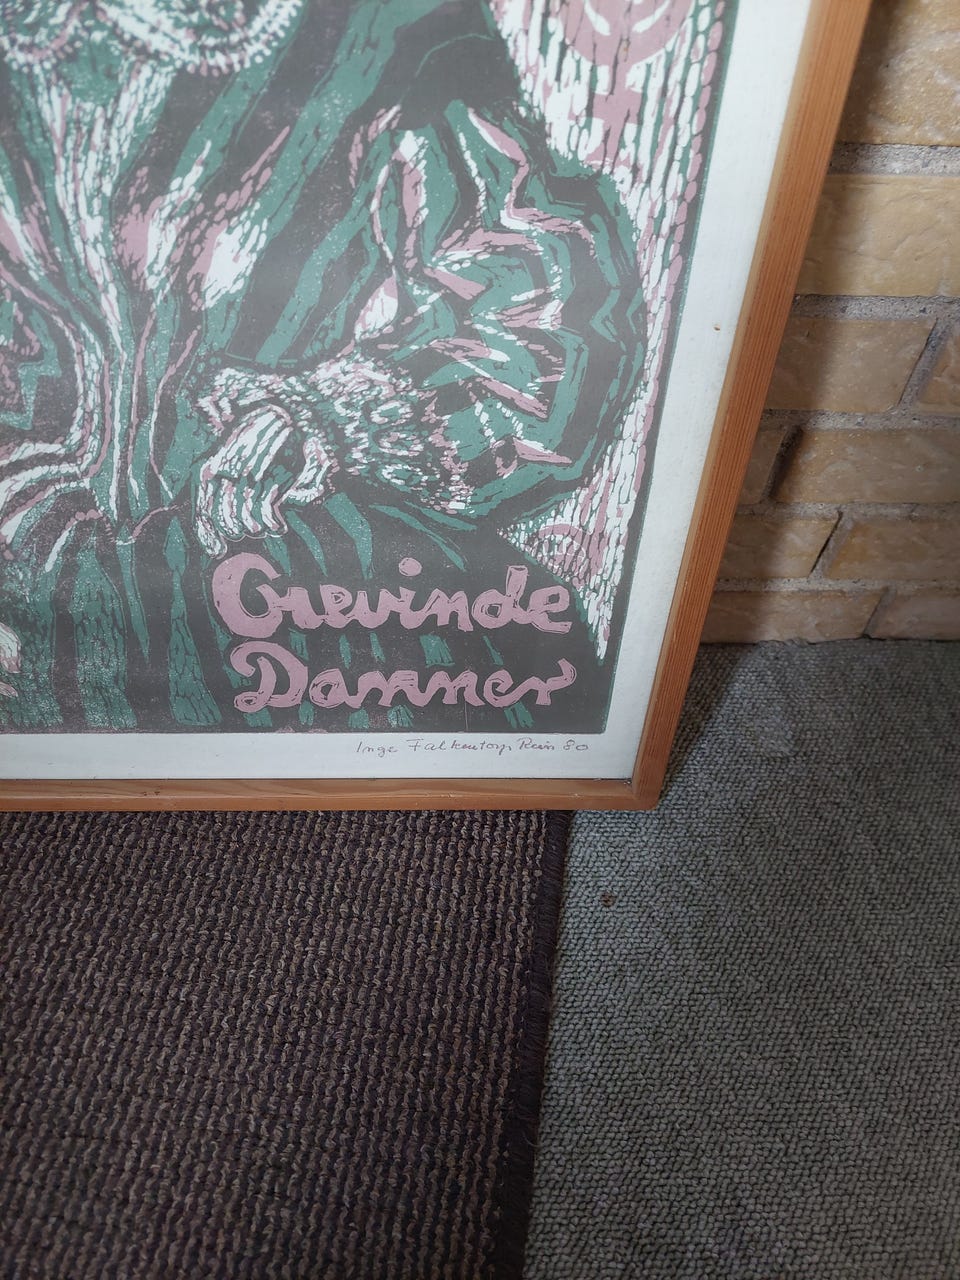 Grevinde
Danner
Inge Falkentorp Rein 80